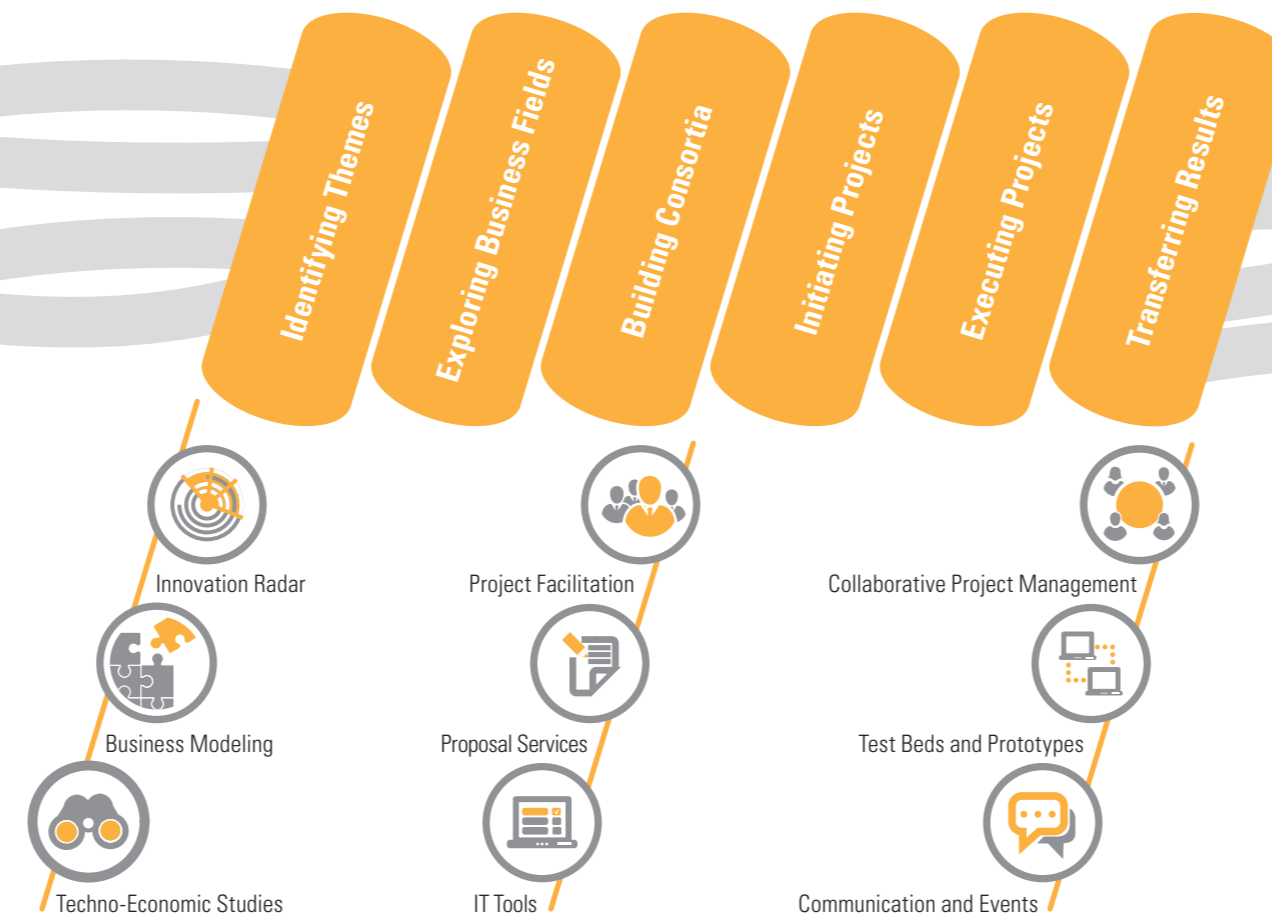 Identifying Themes
Exploring Business Fields
Building Consortia
Initiating Projects
Executing Projects
Transferring Results
Innovation Radar
Project Facilitation
Collaborative Project Management
Business Modeling
Proposal Services
Test Beds and Prototypes
Techno-Economic Studies
IT Tools
Communication and Events